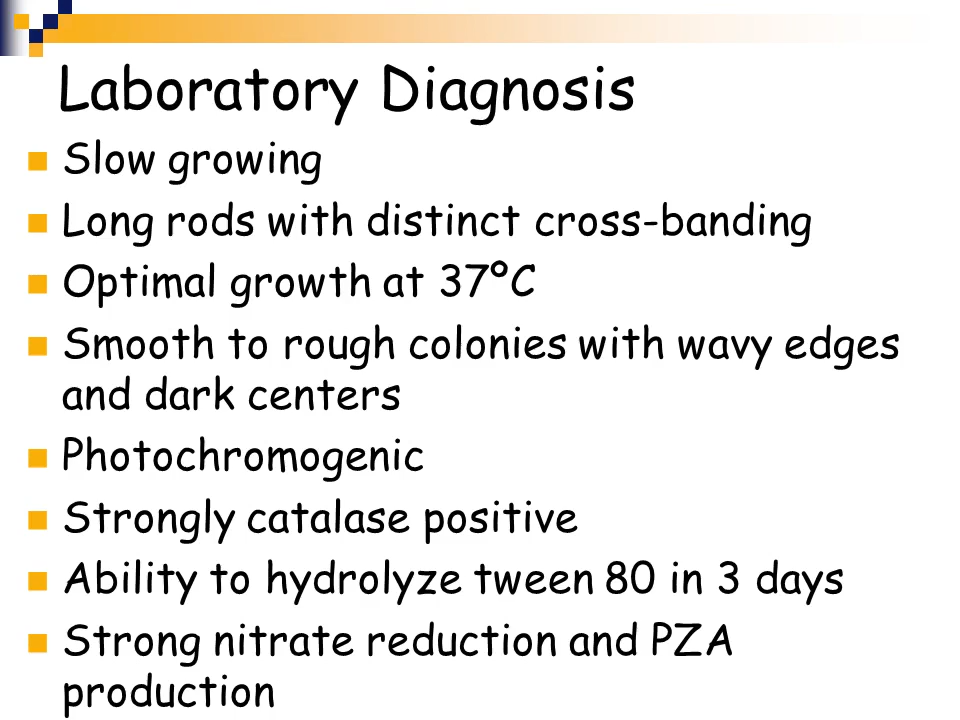 Laboratory Diagnosis
Slow growing
Long rods with distinct cross-banding
Optimal growth at 37ºC
Smooth to rough colonies with wavy edges
and dark centers
Photochromogenic
Strongly catalase positive
Ability to hydrolyze tween 80 in 3 days
Strong nitrate reduction and PZA
production